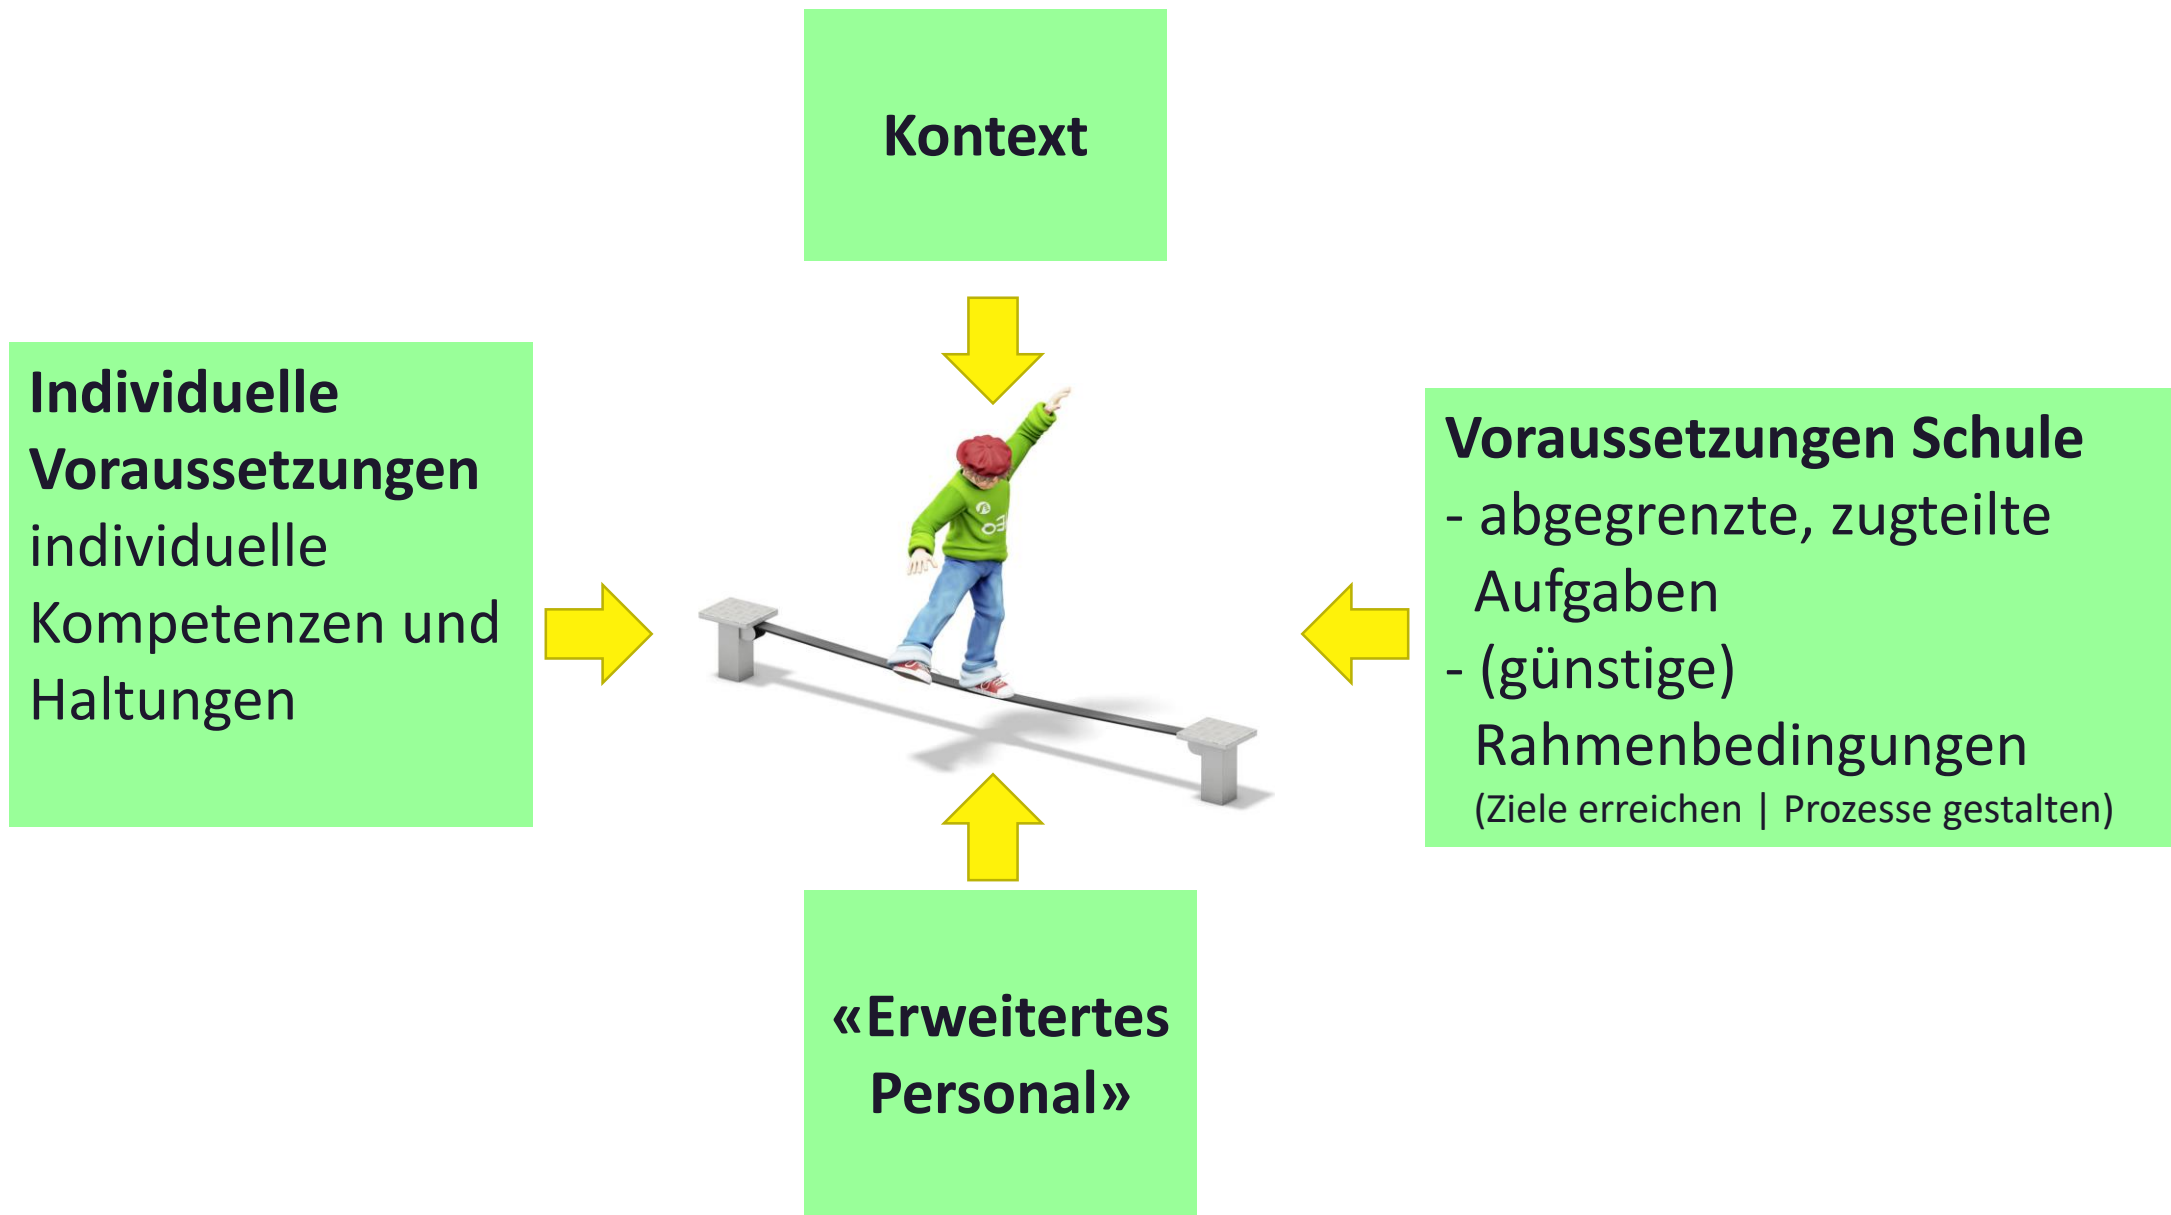 Kontext
Individuelle
Voraussetzungen
individuelle
Kompetenzen und
Haltungen
Voraussetzungen Schule
- abgegrenzte, zugteilte
Aufgaben
- (günstige)
Rahmenbedingungen
(Ziele erreichen | Prozesse gestalten)
«Erweitertes
Personal»